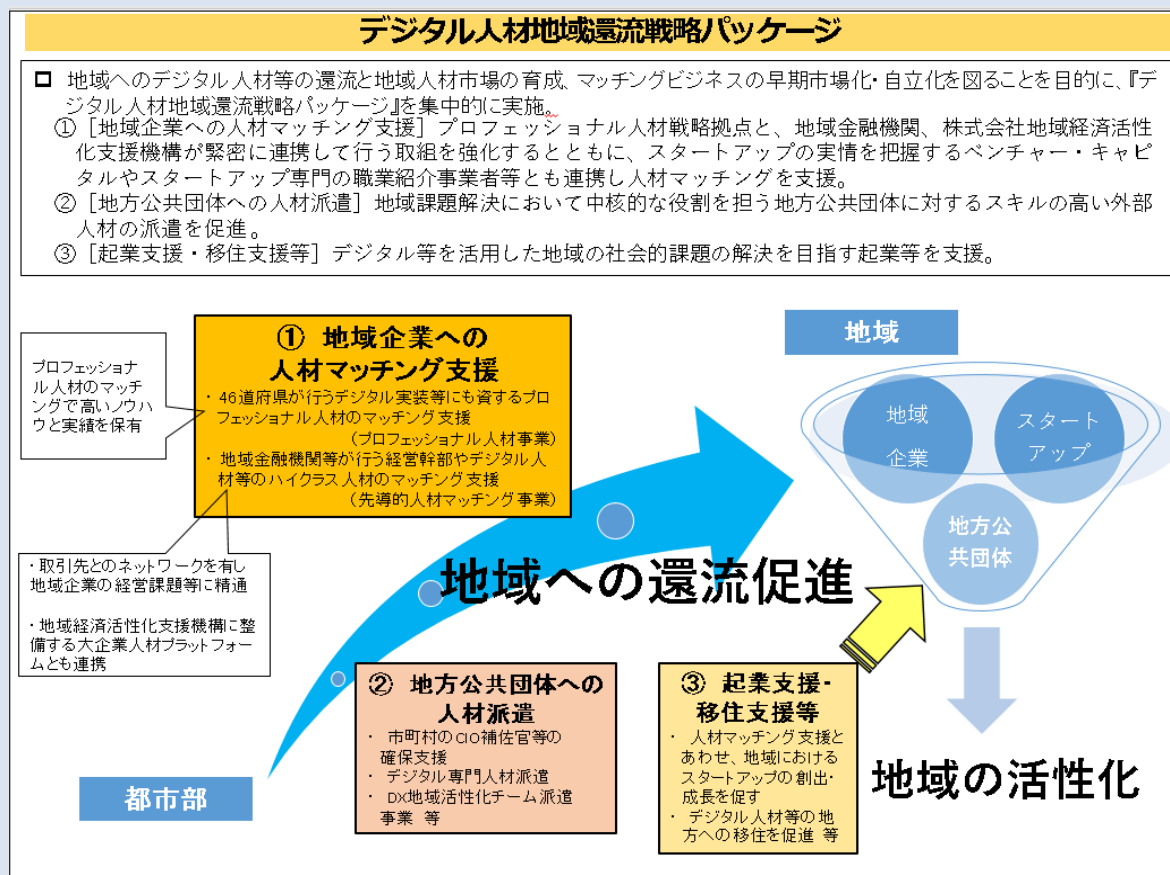 デジタル人材地域還流戦略パッケージ
□ 地域へのデジタル人材等の還流と地域人材市場の育成、マッチングビジネスの早期市場化・自立化を図ることを目的に、『デ
ジタル人材地域還流戦略パッケージ』を集中的に実施。
① [地域企業への人材マッチング支援] プロフェッショナル人材戦略拠点と、地域金融機関、株式会社地域経済活性
化支援機構が緊密に連携して行う取組を強化するとともに、スタートアップの実情を把握するベンチャー・キャピ
タルやスタートアップ専門の職業紹介事業者等とも連携し人材マッチングを支援。
② [地方公共団体への人材派遣] 地域課題解決において中核的な役割を担う地方公共団体に対するスキルの高い外部
人材の派遣を促進。
③ [起業支援・移住支援等] デジタル等を活用した地域の社会的課題の解決を目指す起業等を支援。
プロフェッショナ
ル人材のマッチ
ングで高いノウハ
ウと実績を保有
① 地域企業への
人材マッチング支援
・ 46道府県が行うデジタル実装等にも資するプロ
フェッショナル人材のマッチング支援
(プロフェッショナル人材事業)
・ 地域金融機関等が行う経営幹部やデジタル人
材等のハイクラス人材のマッチング支援
(先導的人材マッチング事業)
・取引先とのネットワークを有し
地域企業の経営課題等に精通
・地域経済活性化支援機構に整
備する大企業人材プラットフォー
ムとも連携
地域
地域
企業
スタート
アップ
地方公
共団体
地域への還流促進
② 地方公共団体への
人材派遣
・ 市町村のCIO補佐官等の
確保支援
・ デジタル専門人材派遣
・ DX地域活性化チーム派遣
事業 等
③ 起業支援・
移住支援等
・ 人材マッチング支援と
あわせ、地域における
スタートアップの創出・
成長を促す
・ デジタル人材等の地
方への移住を促進 等
都市部
地域の活性化